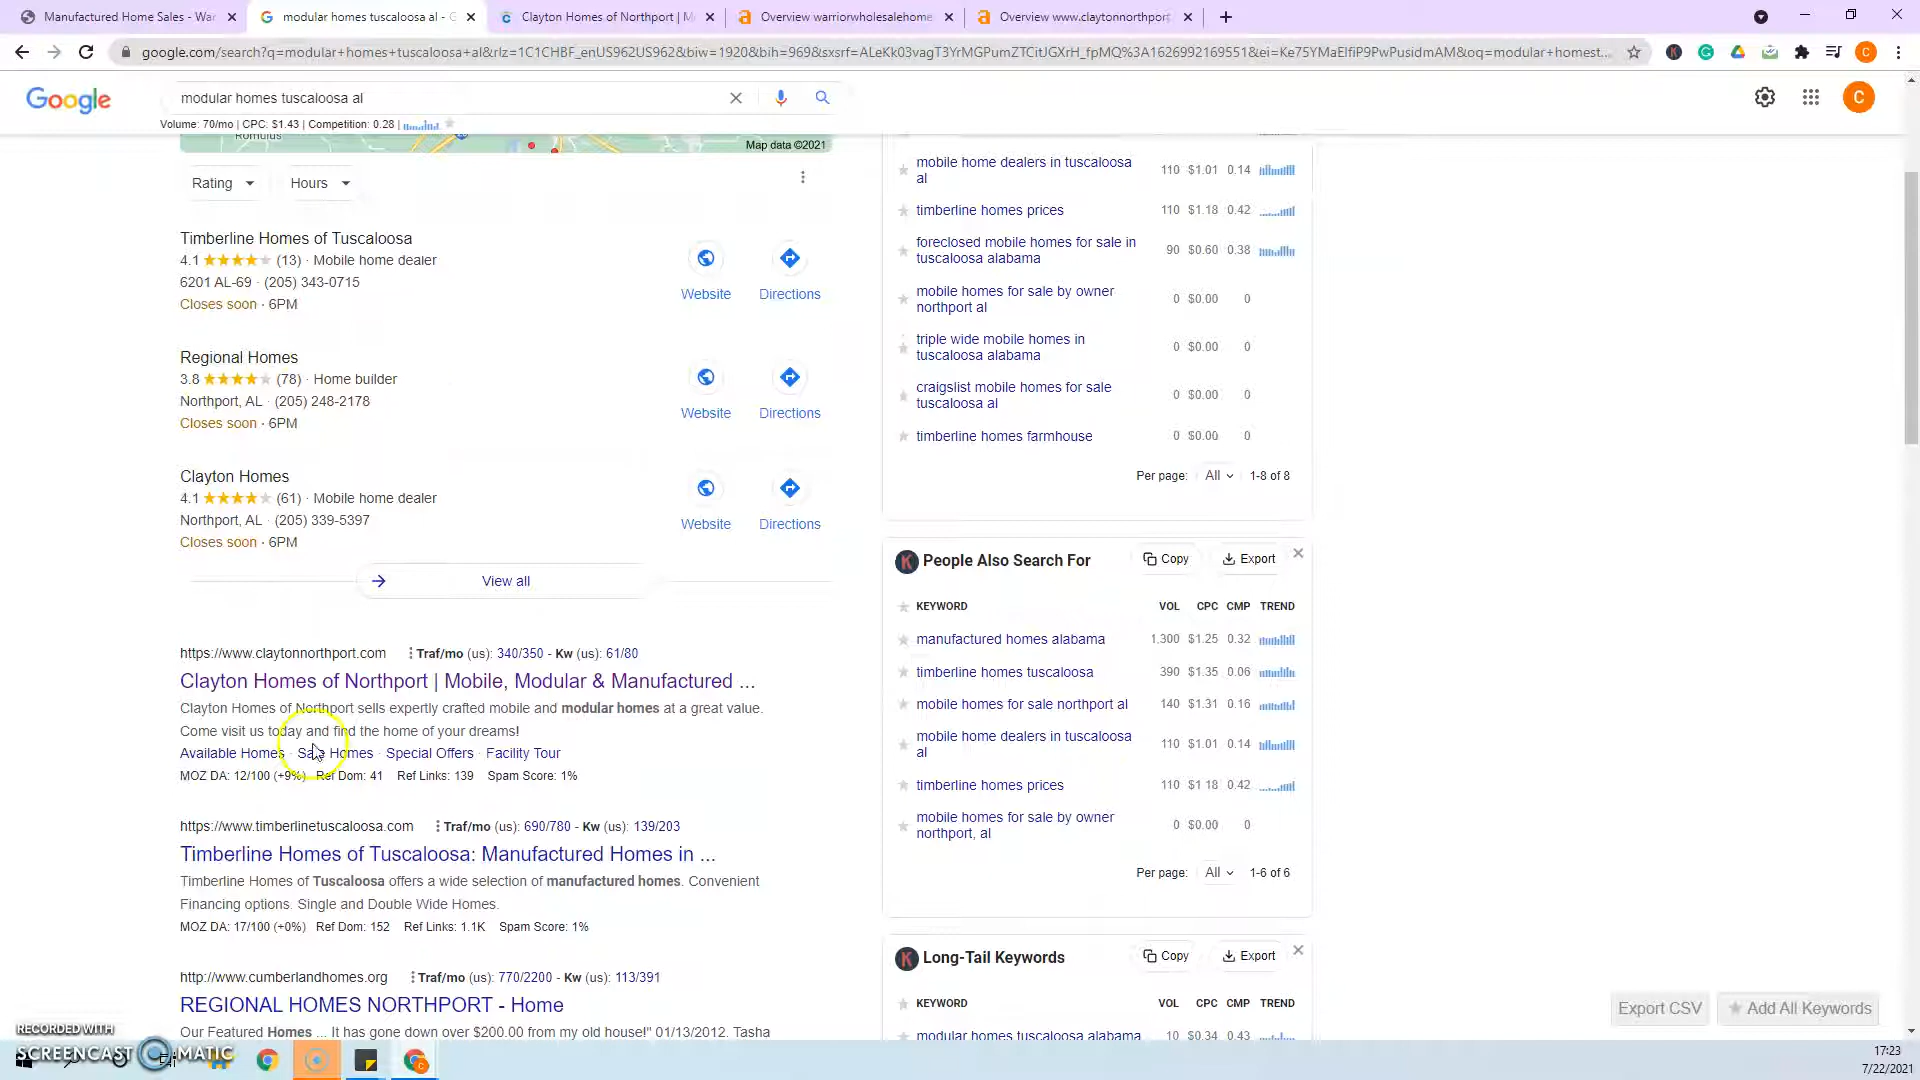 Manufactured Home Sales - War
modular homes tuscaloosa al - G
Clayton Homes of Northport | M
Overview warriorwholesalehome
Overview www.claytonnorthport
google.com/search?q=modular+homes+tuscaloosa+al&rlz=1C1CHBF_enUS962US962&biw=1920&bih=969&sxsrf=ALeKk03vagT3YrMGPumZTCitJGXrH_fpMQ%3A1626992169551&ei=Ke75YMaElfiP9PwPusidmAM&oq=modular+homest...
Google
modular homes tuscaloosa al
Volume: 70/mo | CPC: $1.43 | Competition: 0.28 |
C
Romulus
Map data ©2021
Rating
Hours
Timberline Homes of Tuscaloosa
4.1 (13) · Mobile home dealer
6201 AL-69 · (205) 343-0715
Closes soon · 6PM
Website
Directions
Regional Homes
3.8 (78) · Home builder
Northport, AL · (205) 248-2178
Closes soon · 6PM
Website
Directions
Clayton Homes
4.1 (61) · Mobile home dealer
Northport, AL · (205) 339-5397
Closes soon · 6PM
Website
Directions
View all
https://www.claytonnorthport.com Traf/mo (us): 340/350 - Kw (us): 61/80
Clayton Homes of Northport | Mobile, Modular & Manufactured ...
Clayton Homes of Northport sells expertly crafted mobile and modular homes at a great value.
Come visit us today and find the home of your dreams!
Available Homes · Sale Homes · Special Offers · Facility Tour
MOZ DA: 12/100 (+9%) Ref Dom: 41 Ref Links: 139 Spam Score: 1%
https://www.timberlinetuscaloosa.com Traf/mo (us): 690/780 - Kw (us): 139/203
Timberline Homes of Tuscaloosa: Manufactured Homes in ...
Timberline Homes of Tuscaloosa offers a wide selection of manufactured homes. Convenient
Financing options. Single and Double Wide Homes.
MOZ DA: 17/100 (+0%) Ref Dom: 152 Ref Links: 1.1K Spam Score: 1%
http://www.cumberlandhomes.org Traf/mo (us): 770/2200 - Kw (us): 113/391
REGIONAL HOMES NORTHPORT - Home
Our Featured Homes ... It has gone down over $200.00 from my old house!" 01/13/2012. Tasha
mobile home dealers in tuscaloosa al 110 $1.01 0.14
timberline homes prices 110 $1.18 0.42
foreclosed mobile homes for sale in tuscaloosa alabama 90 $0.60 0.38
mobile homes for sale by owner northport al 0 $0.00 0
triple wide mobile homes in tuscaloosa alabama 0 $0.00 0
craigslist mobile homes for sale tuscaloosa al 0 $0.00 0
timberline homes farmhouse 0 $0.00 0
Per page: All 1-8 of 8
People Also Search For Copy Export
KEYWORD VOL CPC CMP TREND
manufactured homes alabama 1,300 $1.25 0.32
timberline homes tuscaloosa 390 $1.35 0.06
mobile homes for sale northport al 140 $1.31 0.16
mobile home dealers in tuscaloosa al 110 $1.01 0.14
timberline homes prices 110 $1.18 0.42
mobile homes for sale by owner northport, al 0 $0.00 0
Per page: All 1-6 of 6
Long-Tail Keywords Copy Export
KEYWORD VOL CPC CMP TREND
modular homes tuscaloosa alabama 10 $0.34 0.43
Export CSV
Add All Keywords
RECORDED WITH
SCREENCAST MATIC
17:23
7/22/2021